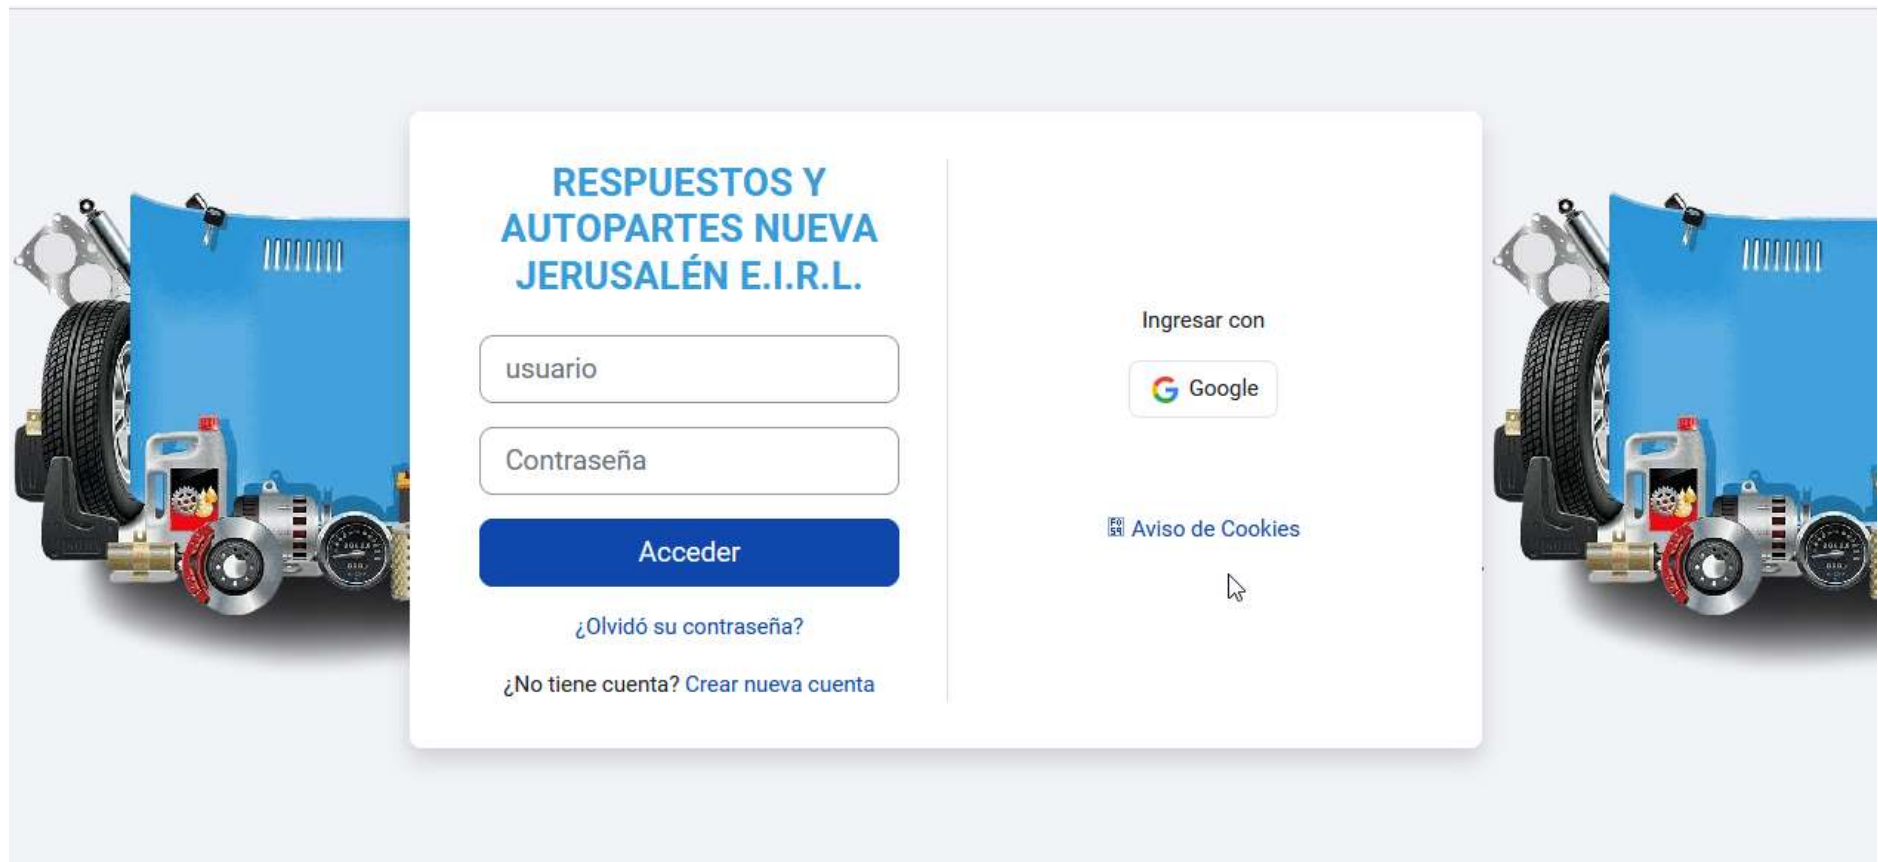 RESPUESTOS Y
AUTOPARTES NUEVA
JERUSALÉN E.I.R.L.
usuario
Contraseña
Acceder
¿Olvidó su contraseña?
¿No tiene cuenta? Crear nueva cuenta
Ingresar con
Google
Aviso de Cookies